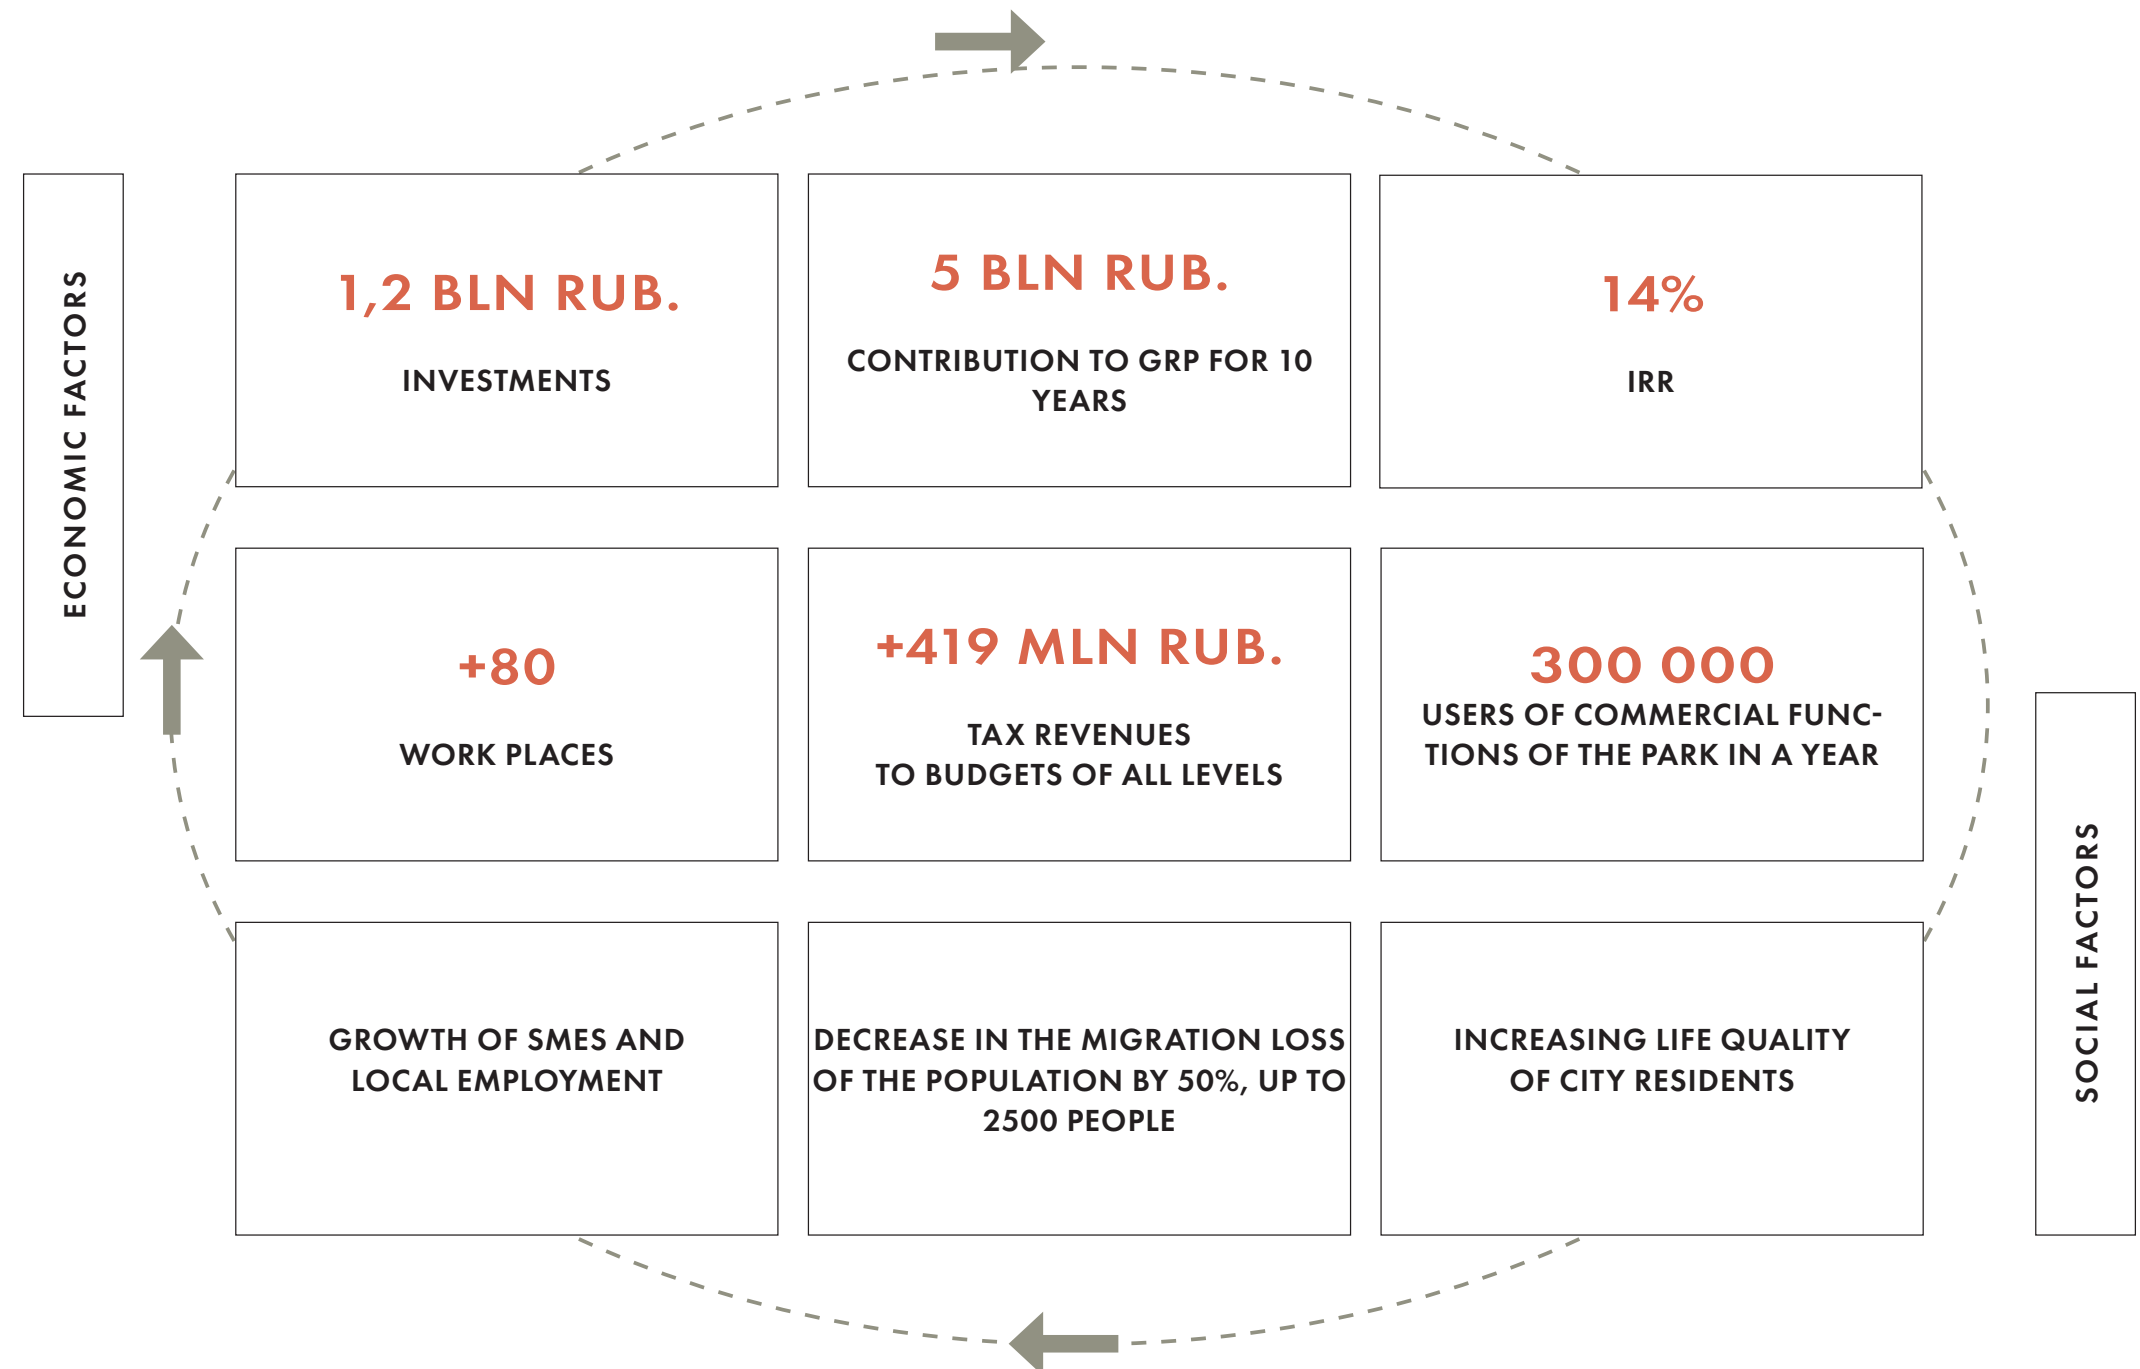 ECONOMIC FACTORS
1,2 BLN RUB.
INVESTMENTS
5 BLN RUB.
CONTRIBUTION TO GRP FOR 10
YEARS
14%
IRR
+80
WORK PLACES
+419 MLN RUB.
TAX REVENUES
TO BUDGETS OF ALL LEVELS
300 000
USERS OF COMMERCIAL FUNC-
TIONS OF THE PARK IN A YEAR
GROWTH OF SMES AND
LOCAL EMPLOYMENT
DECREASE IN THE MIGRATION LOSS
OF THE POPULATION BY 50%, UP TO
2500 PEOPLE
INCREASING LIFE QUALITY
OF CITY RESIDENTS
SOCIAL FACTORS